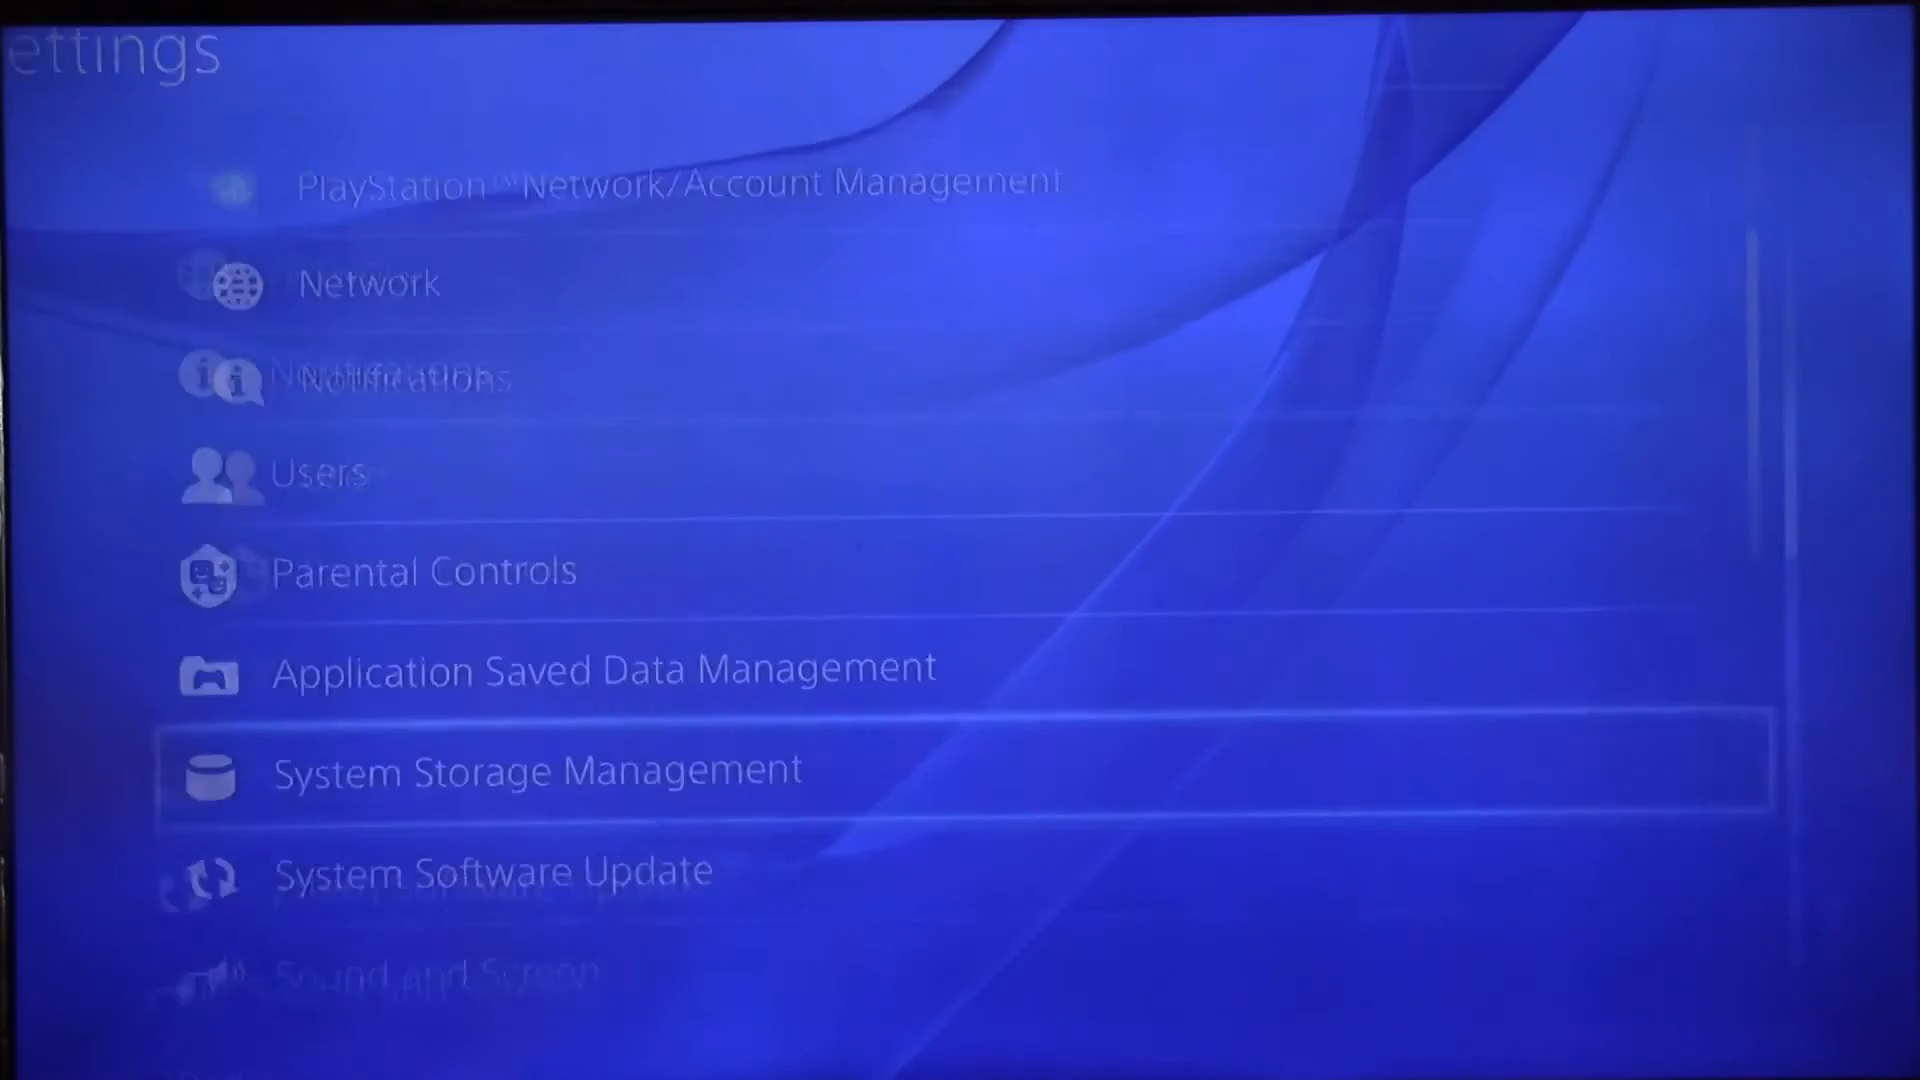 ettings
PlayStation™Network/Account Management
Network
Notifications
Users
Parental Controls
Application Saved Data Management
System Storage Management
System Software Update
Sound and Screen